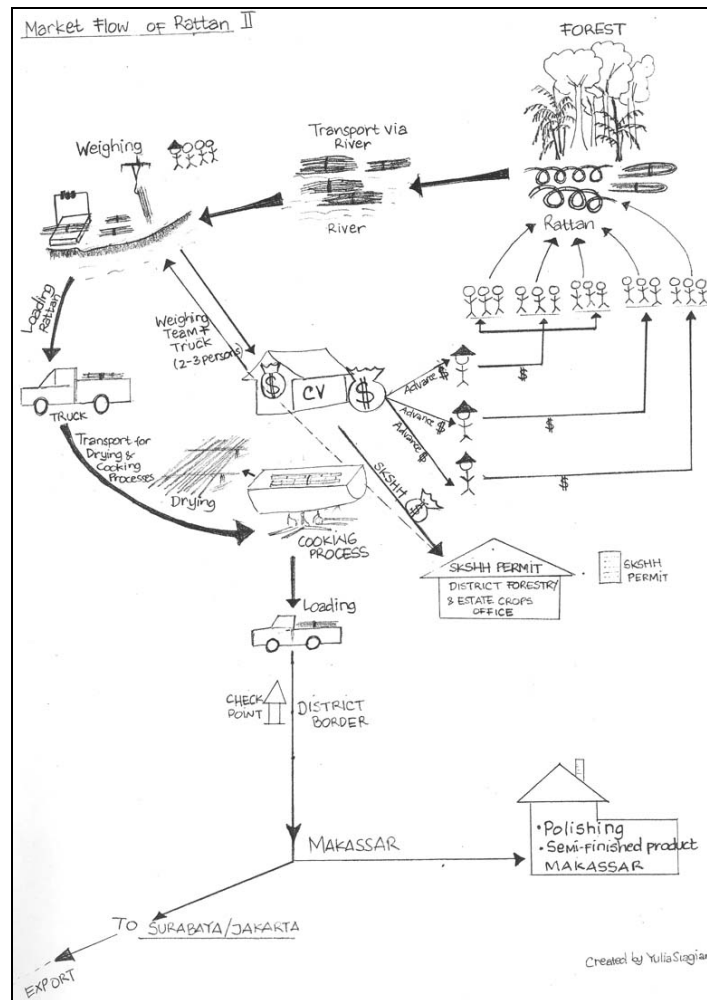 Market Flow of Rattan II
FOREST
Weighing
Transport via
River
River
Rattan
Loading
Rattan
Weighing
Team +
Truck
(2-3 persons)
$
CV
$
Advance $
Advance $
Advance $
$
$
$
TRUCK
Transport for
Drying &
Cooking
Processes
Drying
COOKING
PROCESS
SKSHH
$
SKSHH PERMIT
DISTRICT FORESTRY
& ESTATE CROPS
OFFICE
SKSHH
PERMIT
Loading
CHECK
POINT
DISTRICT
BORDER
MAKASSAR
• Polishing
• Semi-finished product
MAKASSAR
TO SURABAYA/JAKARTA
EXPORT
Created by Yulia Siagian